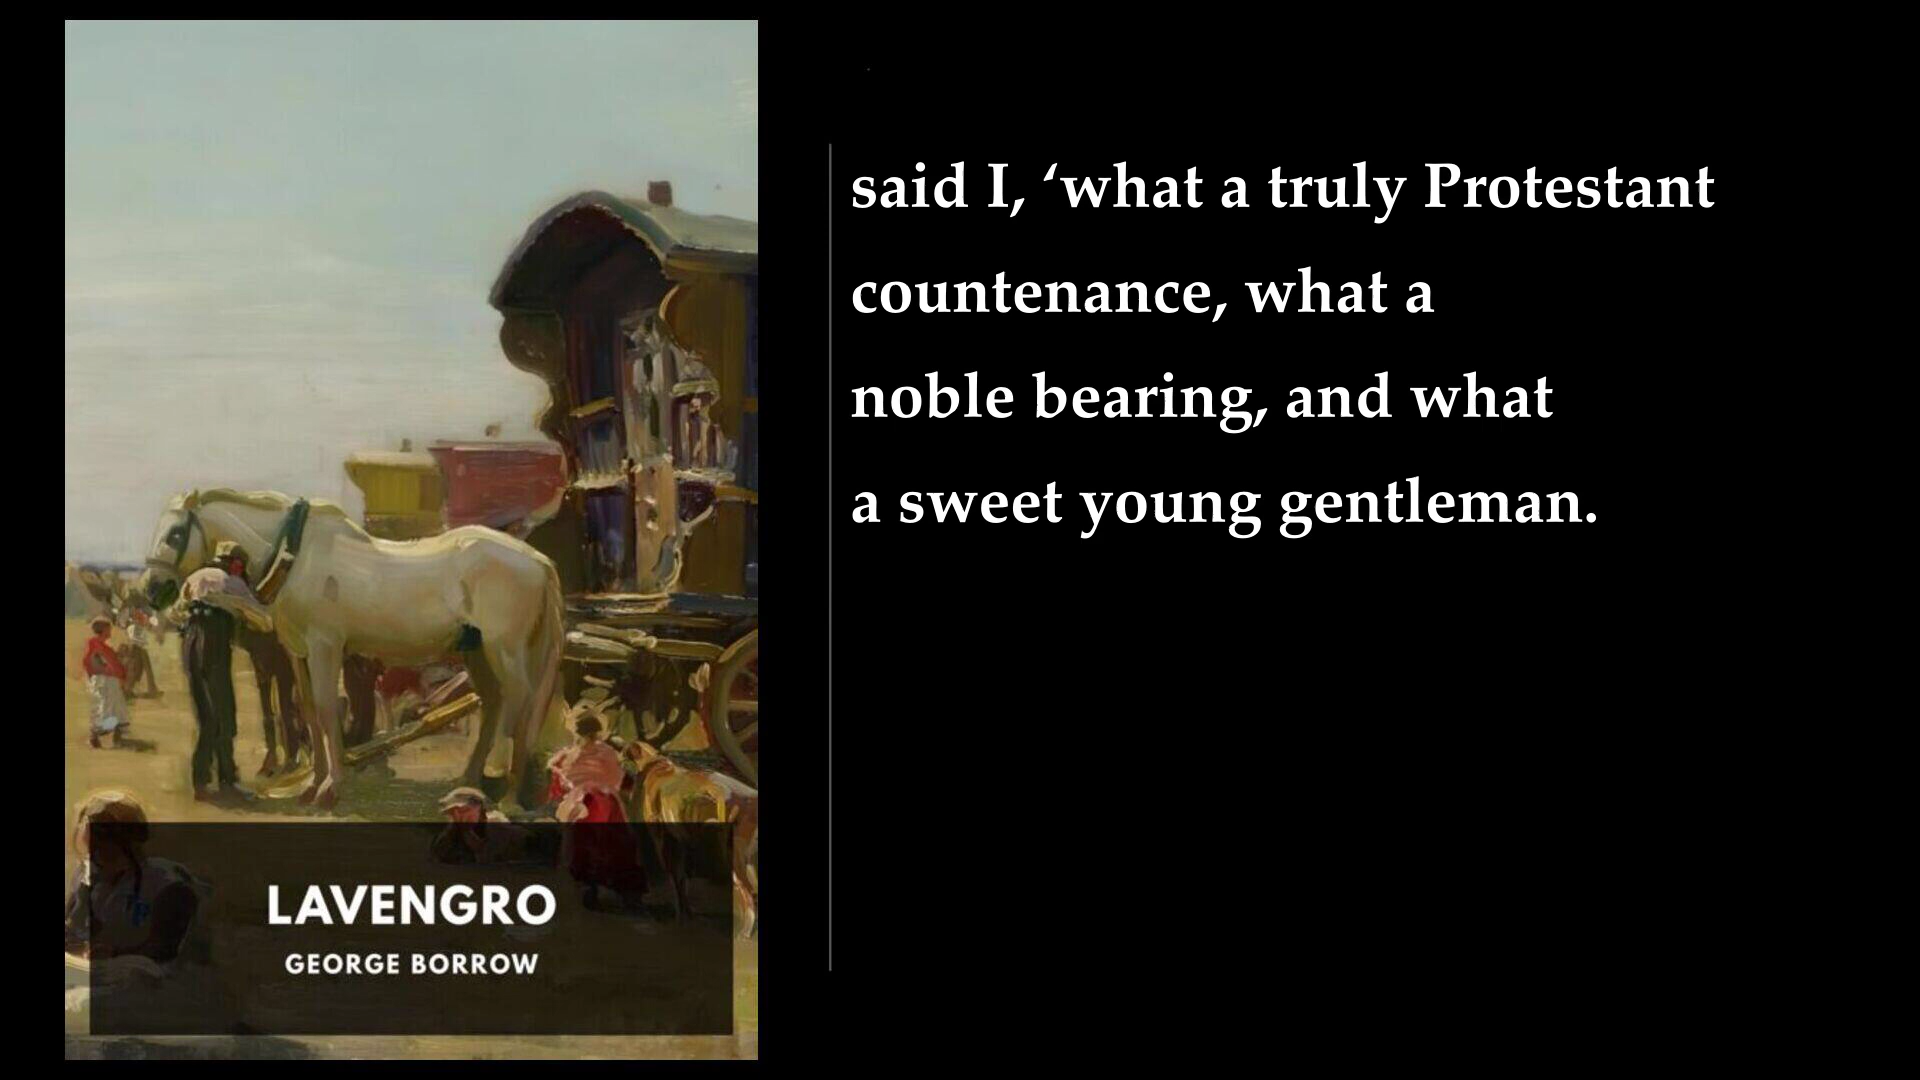 said I, ‘what a truly Protestant
countenance, what a
noble bearing, and what
a sweet young gentleman.
LAVENGRO
GEORGE BORROW